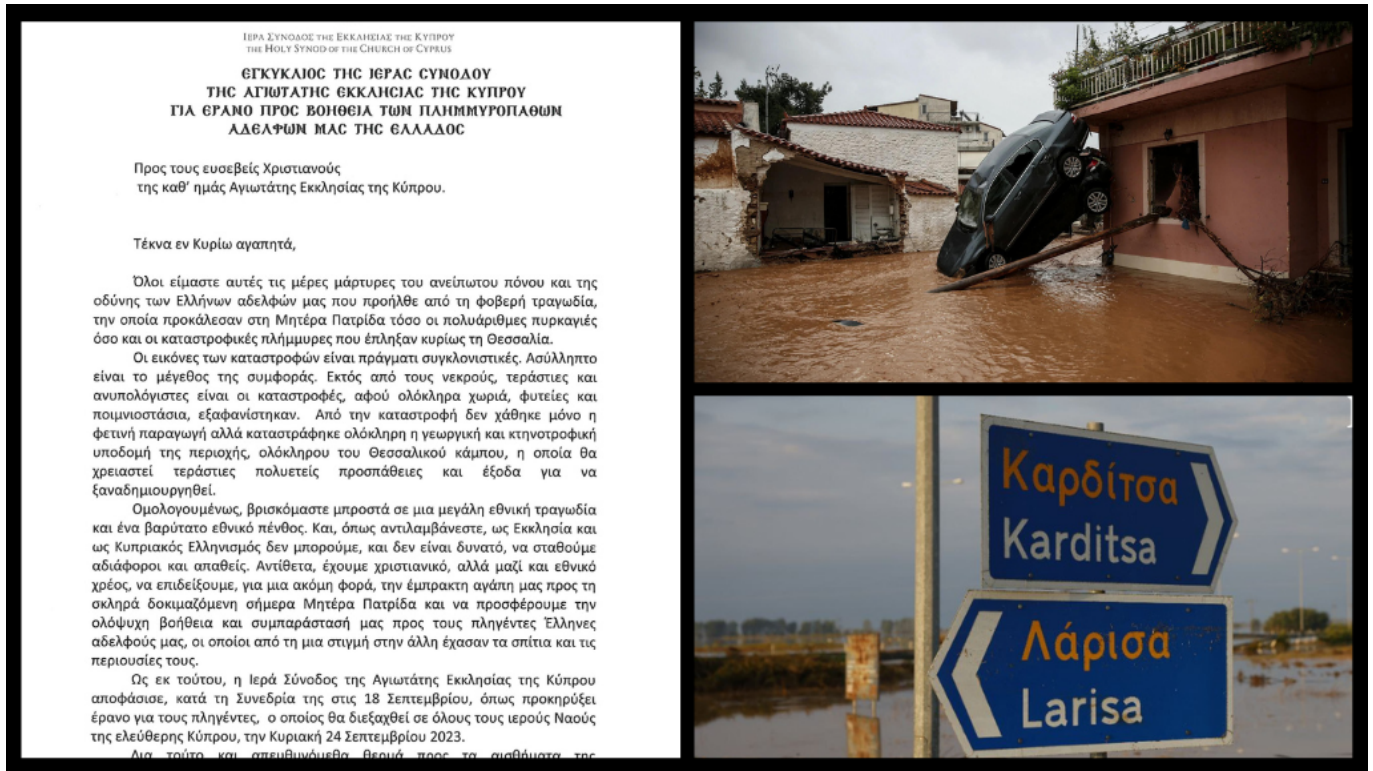 ΙΕΡΑ ΣΥΝΟΔΟΣ ΤΗΣ ΕΚΚΛΗΣΙΑΣ ΤΗΣ ΚΥΠΡΟΥ
THE HOLY SYNOD OF THE CHURCH OF CYPRUS
ΕΓΚΥΚΛΙΟΣ ΤΗΣ ΙΕΡΑΣ ΣΥΝΟΔΟΥ
ΤΗΣ ΑΓΙΩΤΑΤΗΣ ΕΚΚΛΗΣΙΑΣ ΤΗΣ ΚΥΠΡΟΥ
ΓΙΑ ΕΡΑΝΟ ΠΡΟΣ ΒΟΗΘΕΙΑ ΤΩΝ ΠΛΗΜΜΥΡΟΠΑΘΩΝ
ΑΔΕΛΦΩΝ ΜΑΣ ΤΗΣ ΕΛΛΑΔΟΣ
Προς τους ευσεβείς Χριστιανούς
της καθ’ ημάς Αγιωτάτης Εκκλησίας της Κύπρου.
Τέκνα εν Κυρίω αγαπητά,
Όλοι είμαστε αυτές τις μέρες μάρτυρες του ανείπωτου πόνου και της
οδύνης των Ελλήνων αδελφών μας που προήλθε από τη φοβερή τραγωδία,
την οποία προκάλεσαν στη Μητέρα Πατρίδα τόσο οι πολυάριθμες πυρκαγιές
όσο και οι καταστροφικές πλήμμυρες που έπληξαν κυρίως τη Θεσσαλία.
Οι εικόνες των καταστροφών είναι πράγματι συγκλονιστικές. Ασύλληπτο
είναι το μέγεθος της συμφοράς. Εκτός από τους νεκρούς, τεράστιες και
ανυπολόγιστες είναι οι καταστροφές, αφού ολόκληρα χωριά, φυτείες και
ποιμνιοστάσια, εξαφανίστηκαν. Από την καταστροφή δεν χάθηκε μόνο η
φετινή παραγωγή αλλά καταστράφηκε ολόκληρη η γεωργική και κτηνοτροφική
υποδομή της περιοχής, ολόκληρου του Θεσσαλικού κάμπου, η οποία θα
χρειαστεί τεράστιες πολυετείς προσπάθειες και έξοδα για να
ξαναδημιουργηθεί.
Ομολογουμένως, βρισκόμαστε μπροστά σε μια μεγάλη εθνική τραγωδία
και ένα βαρύτατο εθνικό πένθος. Και, όπως αντιλαμβάνεστε, ως Εκκλησία και
ως Κυπριακός Ελληνισμός δεν μπορούμε, και δεν είναι δυνατό, να σταθούμε
αδιάφοροι και απαθείς. Αντίθετα, έχουμε χριστιανικό, αλλά μαζί και εθνικό
χρέος, να επιδείξουμε, για μια ακόμη φορά, την έμπρακτη αγάπη μας προς τη
σκληρά δοκιμαζόμενη σήμερα Μητέρα Πατρίδα και να προσφέρουμε την
ολόψυχη βοήθεια και συμπαράστασή μας προς τους πληγέντες Έλληνες
αδελφούς μας, οι οποίοι από τη μια στιγμή στην άλλη έχασαν τα σπίτια και τις
περιουσίες τους.
Ως εκ τούτου, η Ιερά Σύνοδος της Αγιωτάτης Εκκλησίας της Κύπρου
αποφάσισε, κατά τη Συνεδρία της στις 18 Σεπτεμβρίου, όπως προκηρύξει
έρανο για τους πληγέντες, ο οποίος θα διεξαχθεί σε όλους τους ιερούς Ναούς
της ελεύθερης Κύπρου, την Κυριακή 24 Σεπτεμβρίου 2023.
Δια τούτο και απευθυνόμεθα θερμά προς τα αισθήματα της
Καρδίτσα
Karditsa
Λάρισα
Larisa